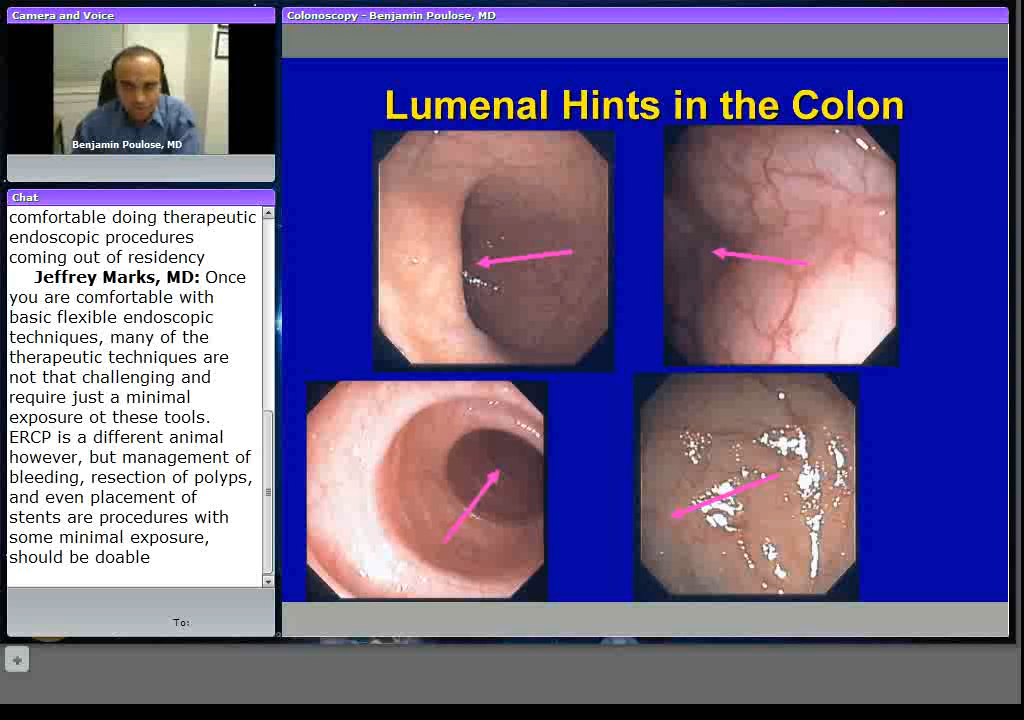 Camera and Voice
Benjamin Poulose, MD
Chat
comfortable doing therapeutic
endoscopic procedures
coming out of residency
Jeffrey Marks, MD: Once
you are comfortable with
basic flexible endoscopic
techniques, many of the
therapeutic techniques are
not that challenging and
require just a minimal
exposure ot these tools.
ERCP is a different animal
however, but management of
bleeding, resection of polyps,
and even placement of
stents are procedures with
some minimal exposure,
should be doable
To:
Colonoscopy - Benjamin Poulose, MD
Lumenal Hints in the Colon